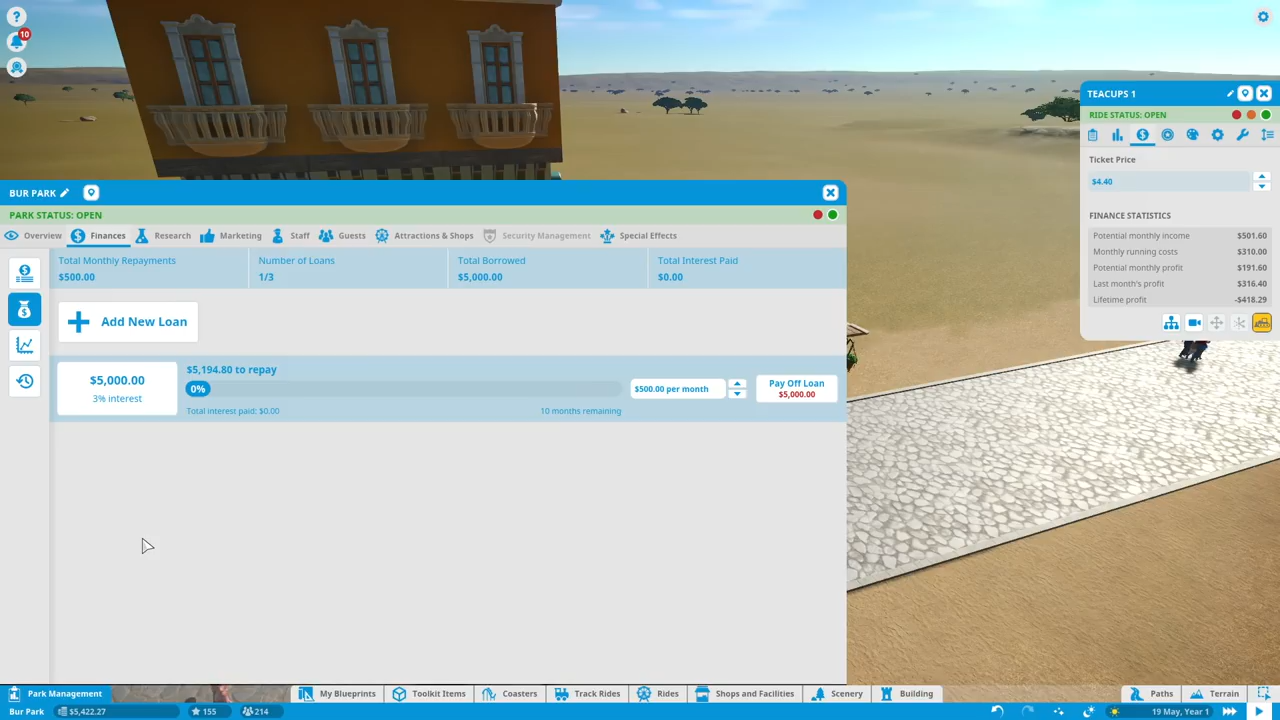 10
TEACUPS 1
RIDE STATUS: OPEN
Ticket Price
$4.40
FINANCE STATISTICS
Potential monthly income $501.60
Monthly running costs $310.00
Potential monthly profit $191.60
Last month's profit $316.40
Lifetime profit -$418.29
BUR PARK
PARK STATUS: OPEN
Overview Finances Research Marketing Staff Guests Attractions & Shops Security Management Special Effects
Total Monthly Repayments Number of Loans Total Borrowed Total Interest Paid
$500.00 1/3 $5,000.00 $0.00
Add New Loan
$5,000.00
3% interest
$5,194.80 to repay
0%
Total interest paid: $0.00 10 months remaining
$500.00 per month
Pay Off Loan
$5,000.00
Park Management My Blueprints Toolkit Items Coasters Track Rides Rides Shops and Facilities Scenery Building Paths Terrain
Bur Park $5,422.27 155 214 19 May, Year 1